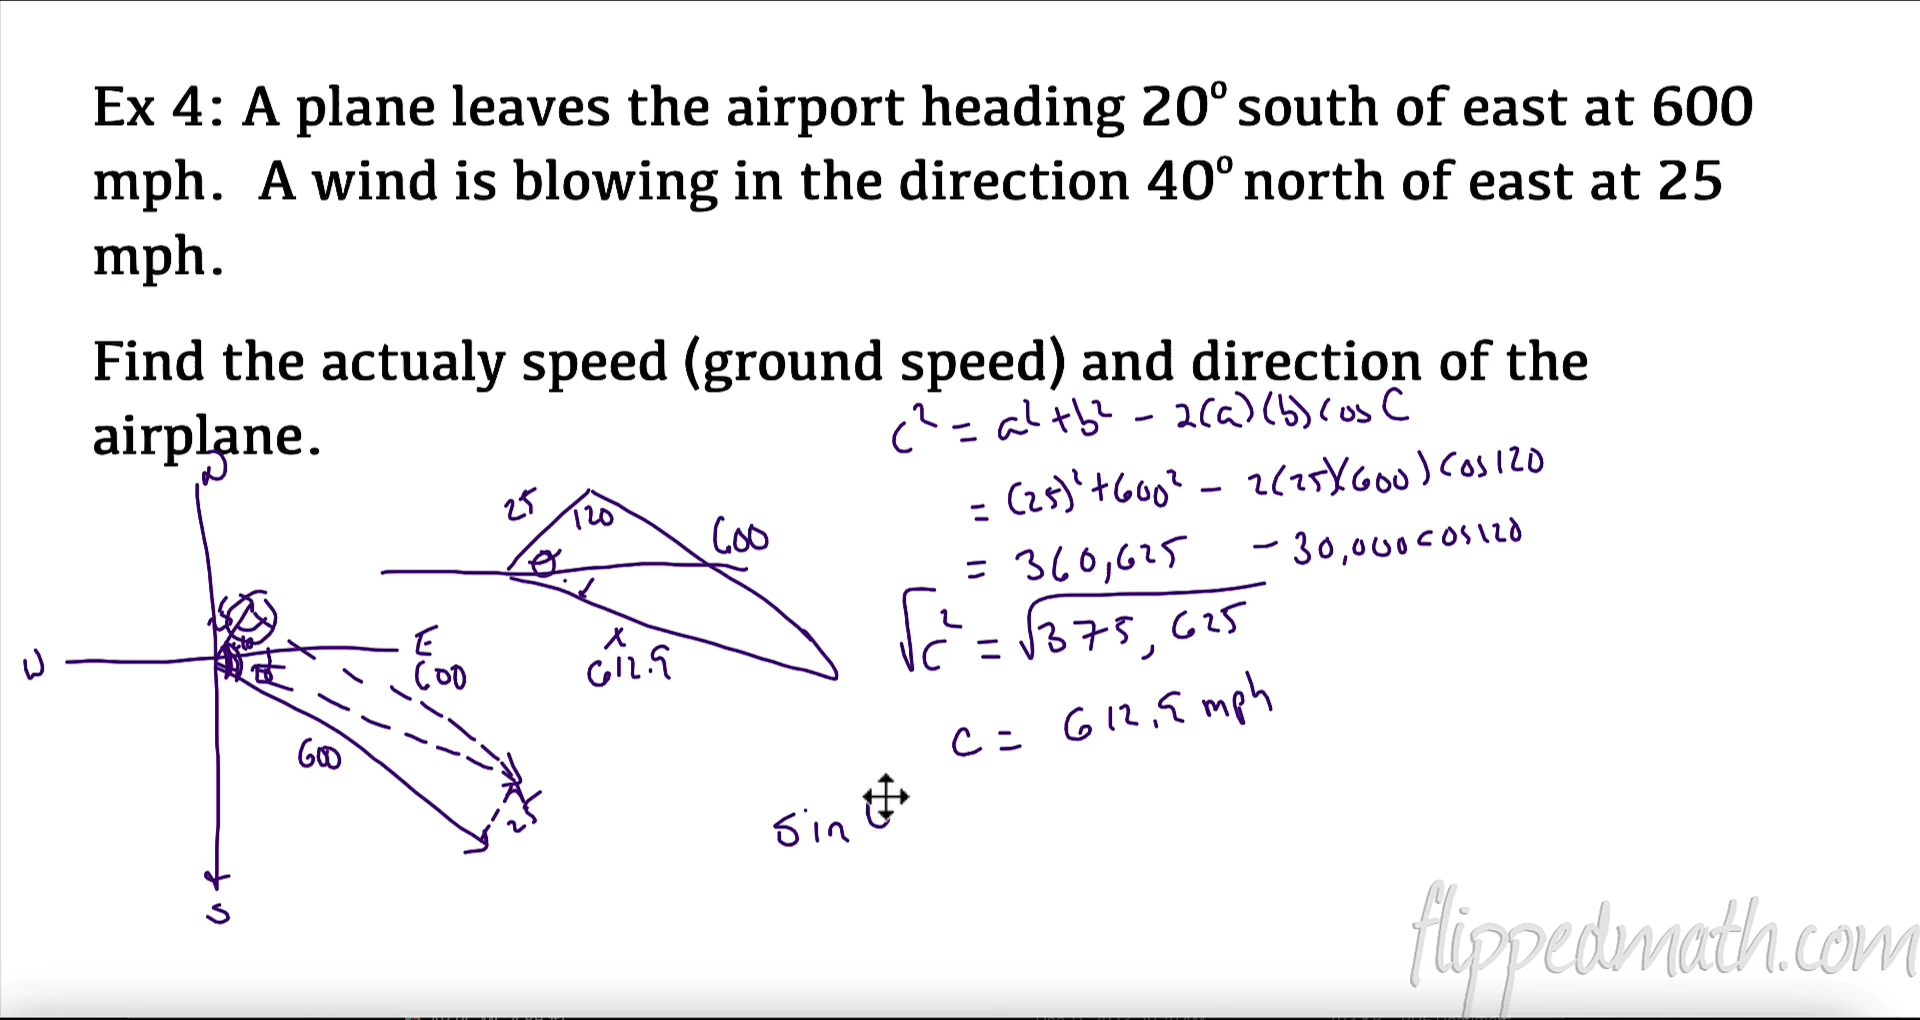 Ex 4: A plane leaves the airport heading 20° south of east at 600
mph. A wind is blowing in the direction 40° north of east at 25
mph.
Find the actualy speed (ground speed) and direction of the
airplane.
c² = a² + b² - 2(a)(b) cos C
= (25)² + 600² - 2(25)(600) cos 120
= 360,625 - 30,000 cos 120
√c² = √375,625
c = 612.9 mph
sin
N
W
E
600
S
600
25
25
120
600
θ
x
612.9
flippedmath.com